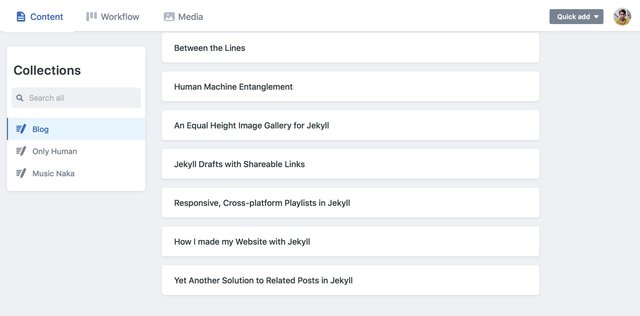 Content
Workflow
Media
Quick add
Collections
Search all
Blog
Only Human
Music Naka
Between the Lines
Human Machine Entanglement
An Equal Height Image Gallery for Jekyll
Jekyll Drafts with Shareable Links
Responsive, Cross-platform Playlists in Jekyll
How I made my Website with Jekyll
Yet Another Solution to Related Posts in Jekyll